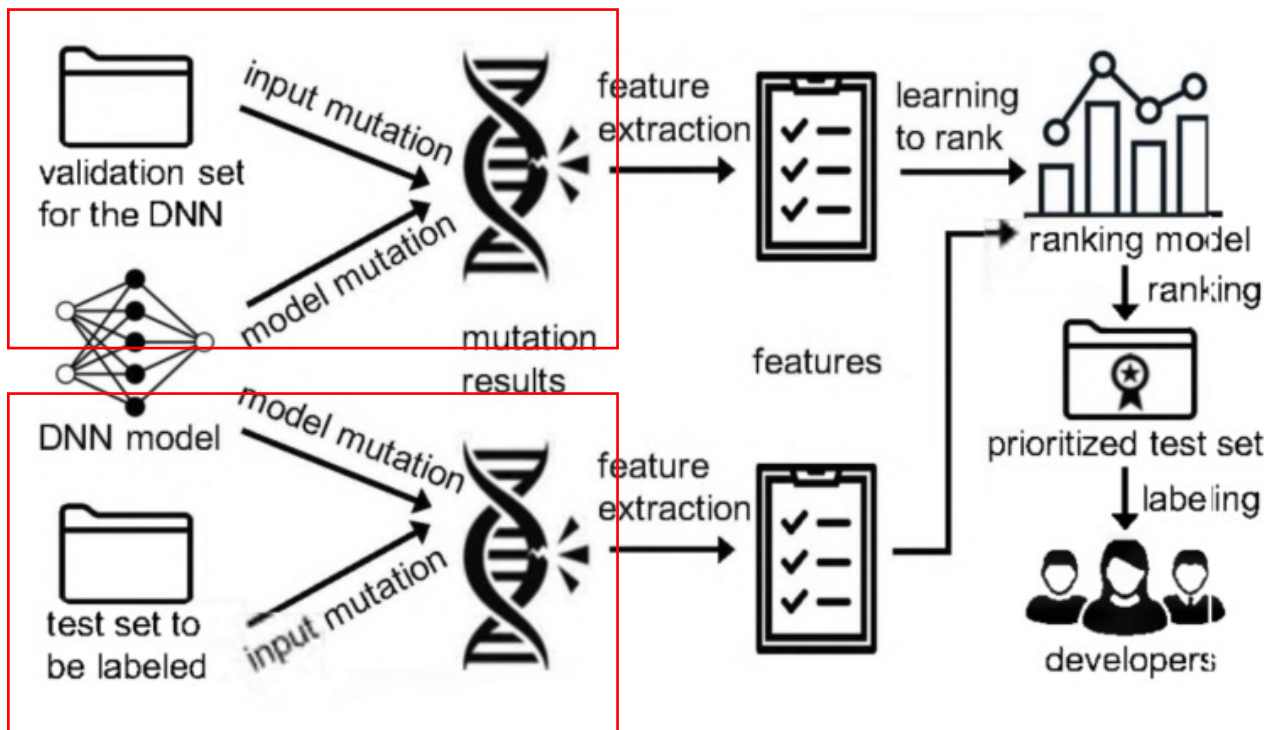 input mutation
validation set
for the DNN
model mutation
feature
extraction
learning
to rank
ranking model
ranking
mutation
results
features
DNN model
model mutation
test set to
be labeled
input mutation
feature
extraction
prioritized test set
labeling
developers